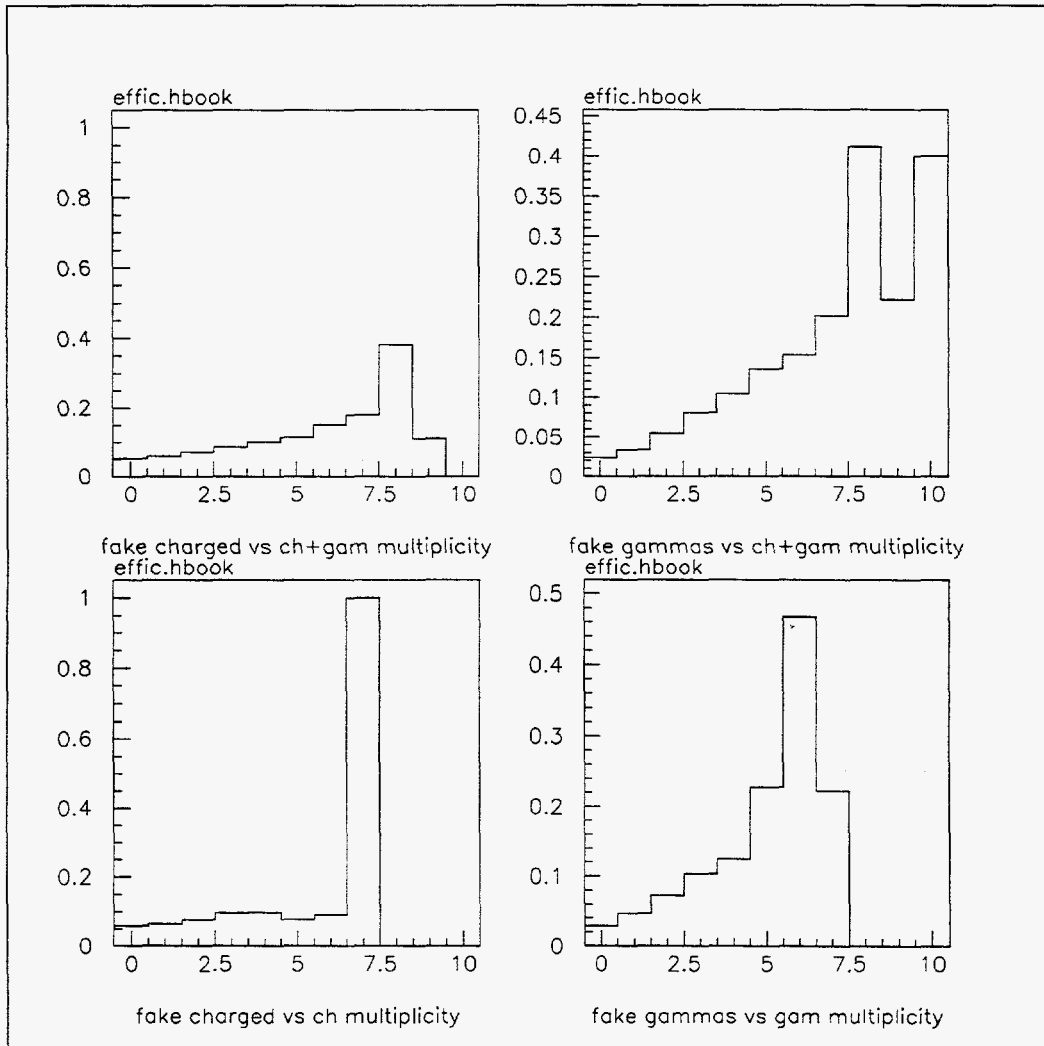 effic.hbook
1
0.8
0.6
0.4
0.2
0
0 2.5 5 7.5 10
fake charged vs ch+gam multiplicity
effic.hbook
0.45
0.4
0.35
0.3
0.25
0.2
0.15
0.1
0.05
0
0 2.5 5 7.5 10
fake gammas vs ch+gam multiplicity
effic.hbook
1
0.8
0.6
0.4
0.2
0
0 2.5 5 7.5 10
fake charged vs ch multiplicity
effic.hbook
0.5
0.4
0.3
0.2
0.1
0
0 2.5 5 7.5 10
fake gammas vs gam multiplicity